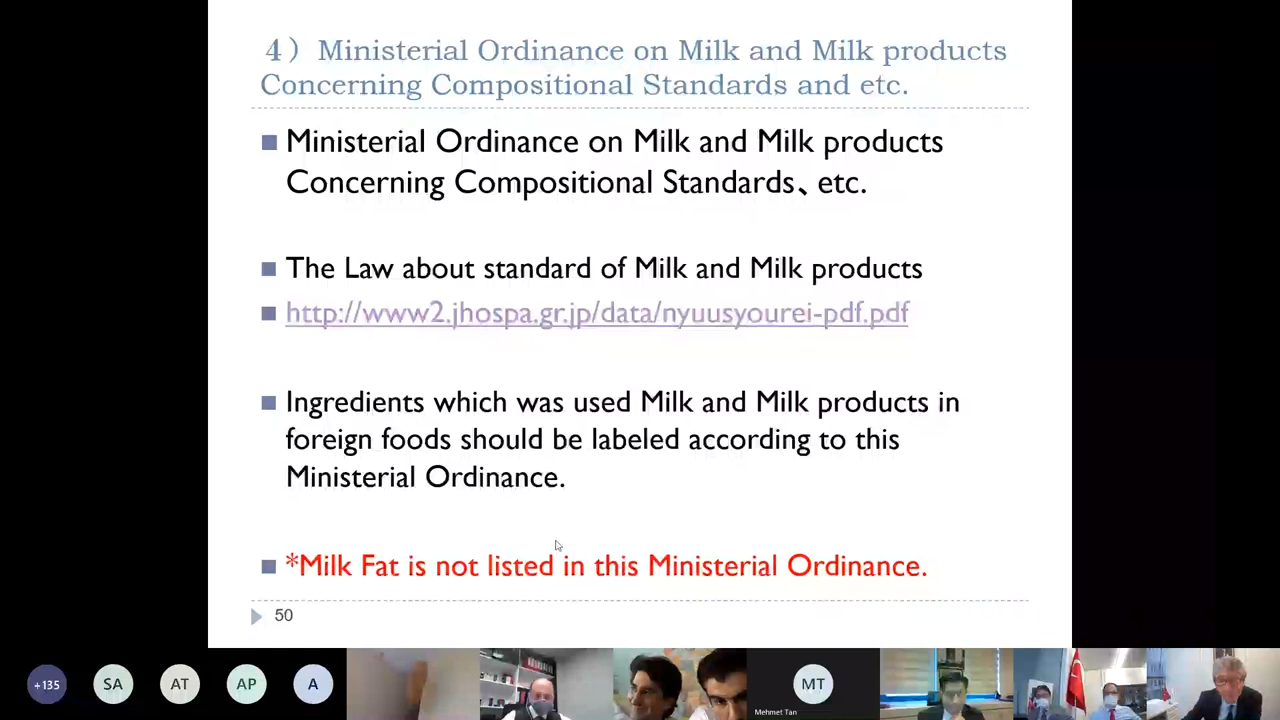 ４）Ministerial Ordinance on Milk and Milk products
Concerning Compositional Standards and etc.
Ministerial Ordinance on Milk and Milk products
Concerning Compositional Standards、etc.
The Law about standard of Milk and Milk products
http://www2.jhospa.gr.jp/data/nyuusyourei-pdf.pdf
Ingredients which was used Milk and Milk products in
foreign foods should be labeled according to this
Ministerial Ordinance.
*Milk Fat is not listed in this Ministerial Ordinance.
50
+135
SA
AT
AP
A
MT
Mehmet Tan